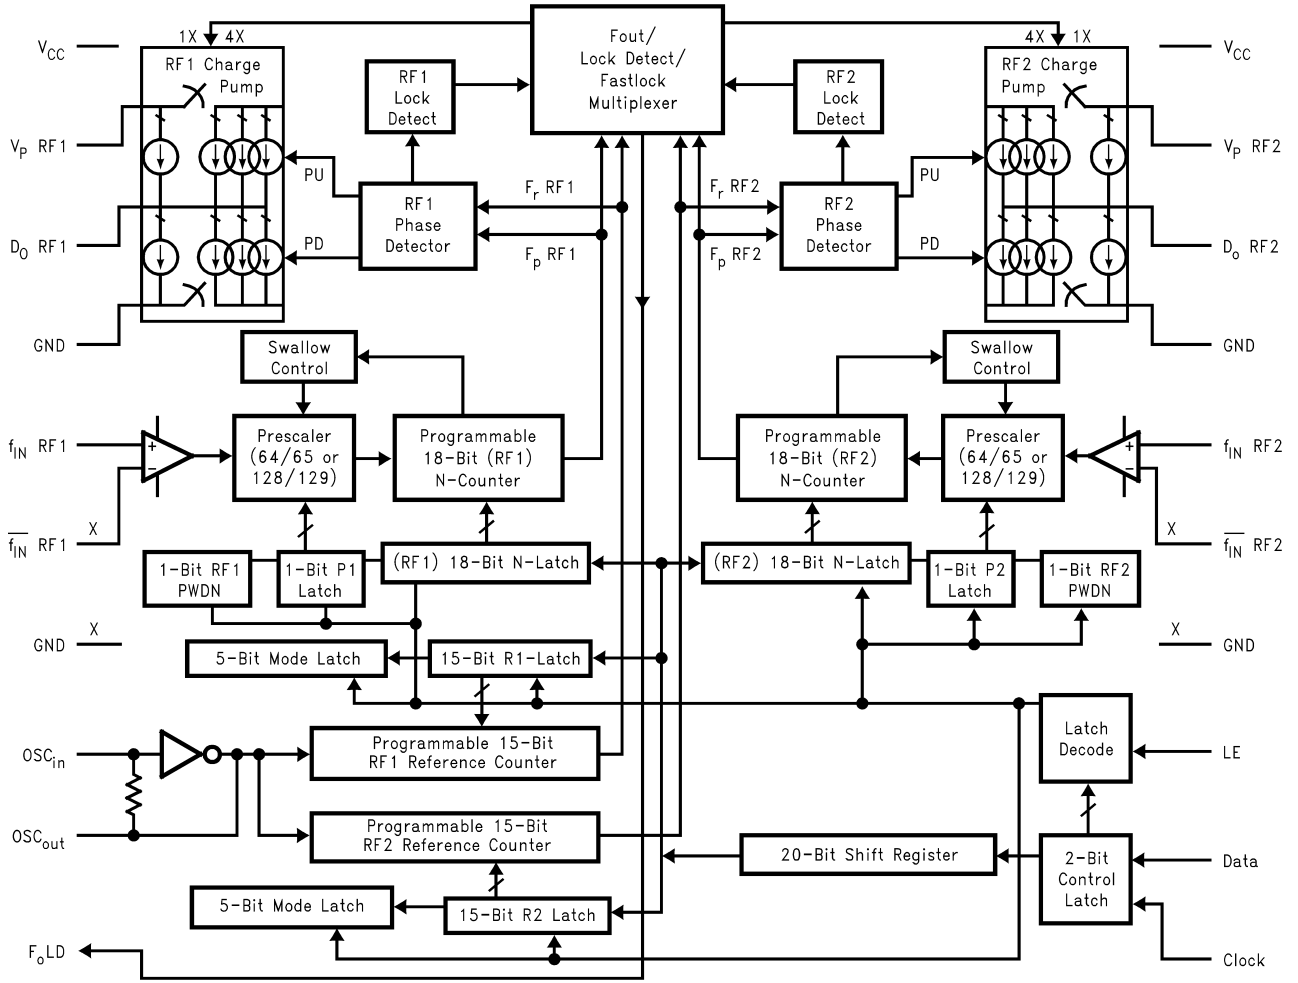 Fout/
Lock Detect/
Fastlock
Multiplexer
1X 4X
4X 1X
VCC
RF1 Charge
Pump
RF1
Lock
Detect
RF2
Lock
Detect
RF2 Charge
Pump
VCC
VP RF1
PU
PD
RF1
Phase
Detector
Fr RF1
Fp RF1
Fr RF2
Fp RF2
RF2
Phase
Detector
PU
PD
VP RF2
DO RF1
Do RF2
GND
GND
Swallow
Control
Swallow
Control
fIN RF1
+
−
Prescaler
(64/65 or
128/129)
Programmable
18-Bit (RF1)
N-Counter
Programmable
18-Bit (RF2)
N-Counter
Prescaler
(64/65 or
128/129)
+
−
fIN RF2
X
f̅I̅N̅ RF1
X
f̅I̅N̅ RF2
1-Bit RF1
PWDN
1-Bit P1
Latch
(RF1) 18-Bit N-Latch
(RF2) 18-Bit N-Latch
1-Bit P2
Latch
1-Bit RF2
PWDN
X
GND
X
GND
5-Bit Mode Latch
15-Bit R1-Latch
OSCin
Programmable 15-Bit
RF1 Reference Counter
Latch
Decode
LE
OSCout
Programmable 15-Bit
RF2 Reference Counter
20-Bit Shift Register
2-Bit
Control
Latch
Data
5-Bit Mode Latch
15-Bit R2 Latch
FoLD
Clock